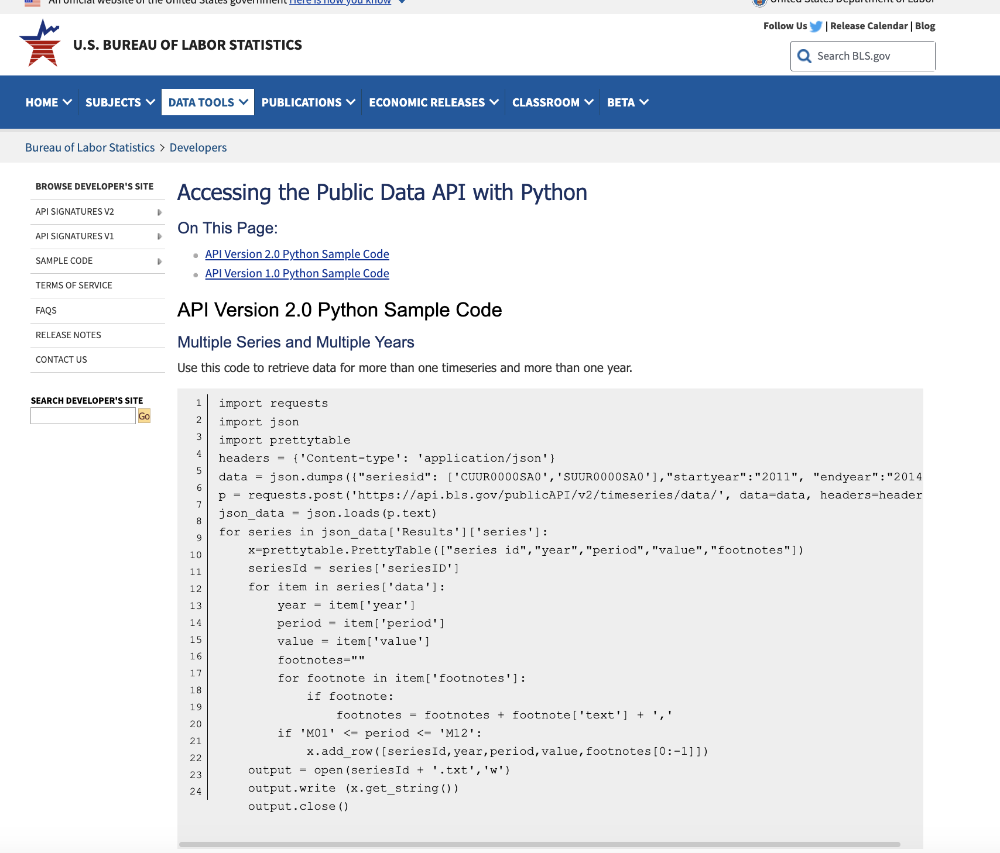 An official website of the United States government Here is how you know
United States Department of Labor
Follow Us | Release Calendar | Blog
U.S. BUREAU OF LABOR STATISTICS
Search BLS.gov
HOME SUBJECTS DATA TOOLS PUBLICATIONS ECONOMIC RELEASES CLASSROOM BETA
Bureau of Labor Statistics > Developers
BROWSE DEVELOPER'S SITE
API SIGNATURES V2
API SIGNATURES V1
SAMPLE CODE
TERMS OF SERVICE
FAQS
RELEASE NOTES
CONTACT US
SEARCH DEVELOPER'S SITE
Go
Accessing the Public Data API with Python
On This Page:
API Version 2.0 Python Sample Code
API Version 1.0 Python Sample Code
API Version 2.0 Python Sample Code
Multiple Series and Multiple Years
Use this code to retrieve data for more than one timeseries and more than one year.
1 import requests
2 import json
3 import prettytable
4 headers = {'Content-type': 'application/json'}
5 data = json.dumps({"seriesid": ['CUUR0000SA0','SUUR0000SA0'],"startyear":"2011", "endyear":"2014
6 p = requests.post('https://api.bls.gov/publicAPI/v2/timeseries/data/', data=data, headers=header
7 json_data = json.loads(p.text)
8 for series in json_data['Results']['series']:
9     x=prettytable.PrettyTable(["series id","year","period","value","footnotes"])
10     seriesId = series['seriesID']
11     for item in series['data']:
12         year = item['year']
13         period = item['period']
14         value = item['value']
15         footnotes=""
16         for footnote in item['footnotes']:
17             if footnote:
18                 footnotes = footnotes + footnote['text'] + ','
19         if 'M01' <= period <= 'M12':
20             x.add_row([seriesId,year,period,value,footnotes[0:-1]])
21     output = open(seriesId + '.txt','w')
22     output.write (x.get_string())
23     output.close()
24